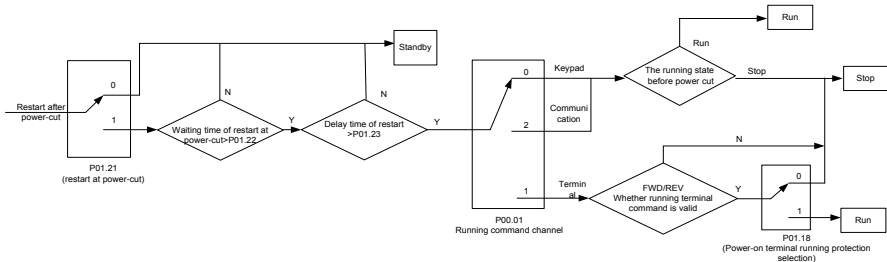 Restart after
power-cut
0
1
P01.21
(restart at power-cut)
N
Waiting time of restart at
power-cut>P01.22
Y
N
Delay time of restart
>P01.23
Y
Standby
0
2
1
P00.01
Running command channel
Keypad
Communi
cation
Termin
al
Run
The running state
before power cut
Run
Stop
Stop
N
FWD/REV
Whether running terminal
command is valid
Y
0
1
P01.18
(Power-on terminal running protection
selection)
Run